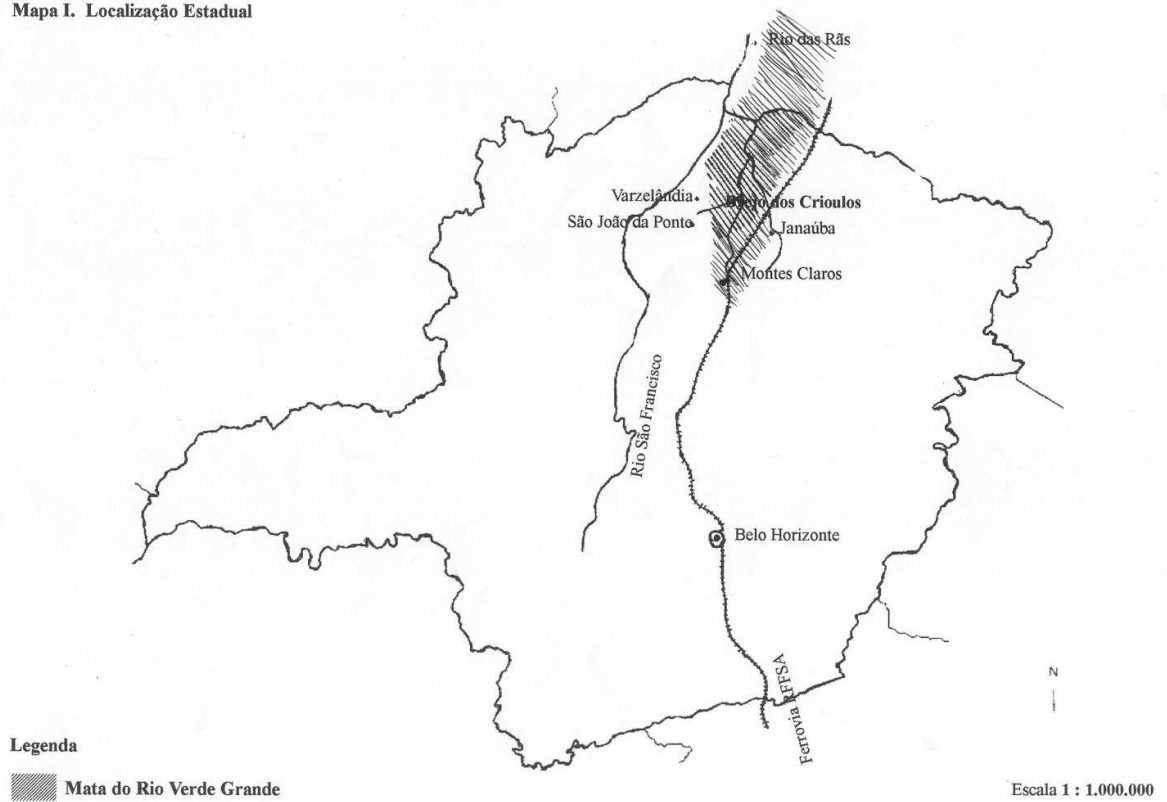 Mapa I. Localização Estadual
Rio das Rãs
Varzelândia
Brejo dos Crioulos
São João da Ponte
Janaúba
Montes Claros
Rio São Francisco
Belo Horizonte
Ferrovia RFFSA
N
Legenda
Mata do Rio Verde Grande
Escala 1 : 1.000.000